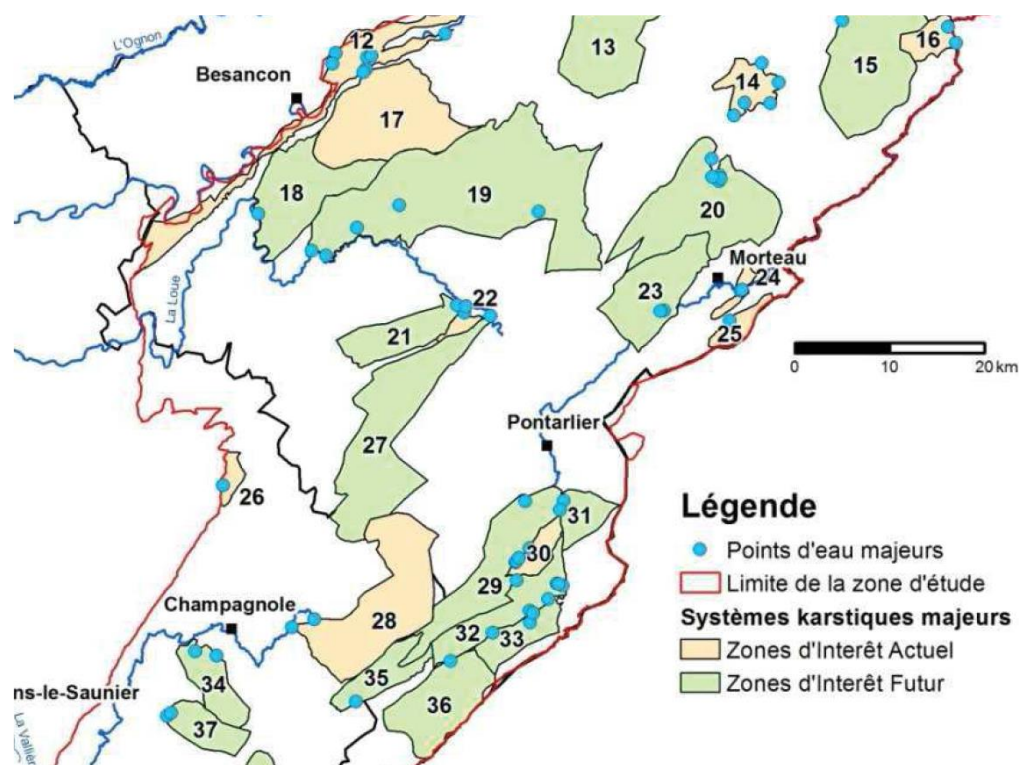 L'Ognon
12
13
15
16
Besancon
14
17
18
19
20
La Loue
Morteau
24
22
23
21
25
0 10 20 km
Pontarlier
27
26
31
30
29
28
Champagnole
32
33
35
34
36
ns-le-Saunier
37
La Vallièr
Légende
Points d'eau majeurs
Limite de la zone d'étude
Systèmes karstiques majeurs
Zones d'Interêt Actuel
Zones d'Interêt Futur